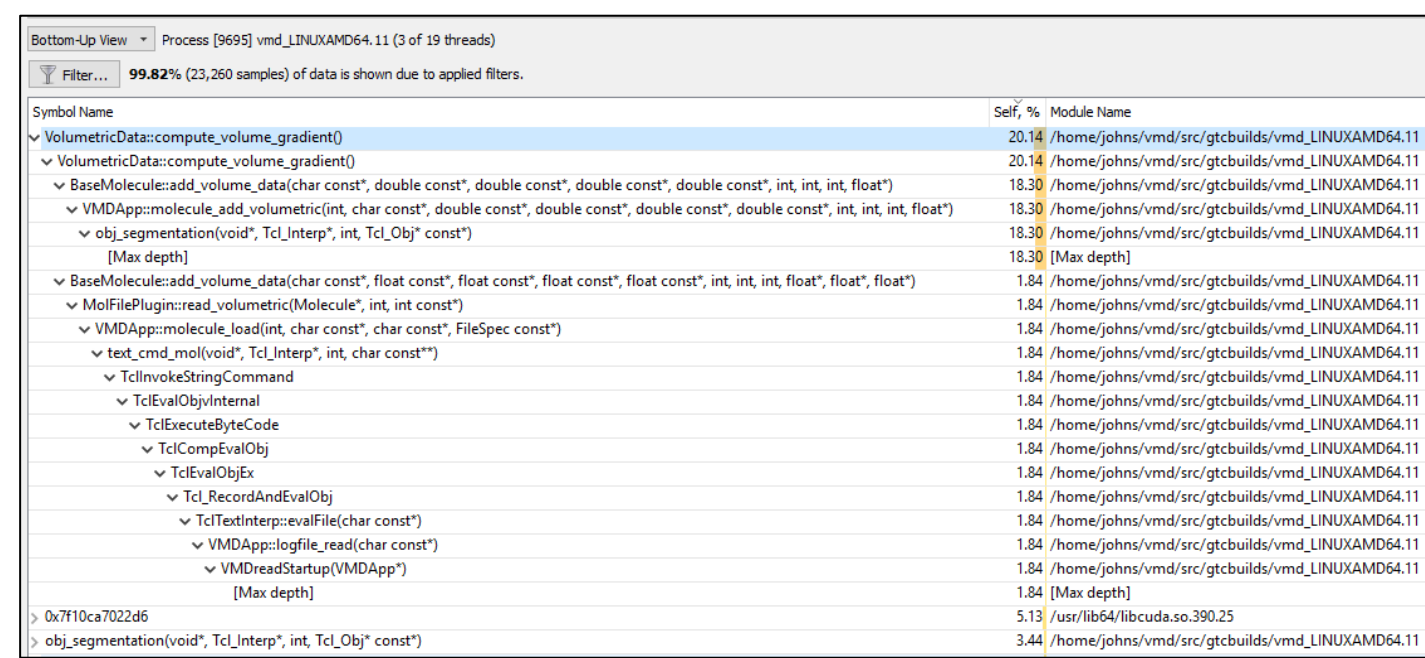 Bottom-Up View Process [9695] vmd_LINUXAMD64.11 (3 of 19 threads)
Filter... 99.82% (23,260 samples) of data is shown due to applied filters.
Symbol Name Self, % Module Name
VolumetricData::compute_volume_gradient() 20.14 /home/johns/vmd/src/gtcbuilds/vmd_LINUXAMD64.11
VolumetricData::compute_volume_gradient() 20.14 /home/johns/vmd/src/gtcbuilds/vmd_LINUXAMD64.11
BaseMolecule::add_volume_data(char const*, double const*, double const*, double const*, double const*, int, int, int, float*) 18.30 /home/johns/vmd/src/gtcbuilds/vmd_LINUXAMD64.11
VMDApp::molecule_add_volumetric(int, char const*, double const*, double const*, double const*, double const*, int, int, int, float*) 18.30 /home/johns/vmd/src/gtcbuilds/vmd_LINUXAMD64.11
obj_segmentation(void*, Tcl_Interp*, int, Tcl_Obj* const*) 18.30 /home/johns/vmd/src/gtcbuilds/vmd_LINUXAMD64.11
[Max depth] 18.30 [Max depth]
BaseMolecule::add_volume_data(char const*, float const*, float const*, float const*, float const*, int, int, int, float*, float*, float*) 1.84 /home/johns/vmd/src/gtcbuilds/vmd_LINUXAMD64.11
MolFilePlugin::read_volumetric(Molecule*, int, int const*) 1.84 /home/johns/vmd/src/gtcbuilds/vmd_LINUXAMD64.11
VMDApp::molecule_load(int, char const*, char const*, FileSpec const*) 1.84 /home/johns/vmd/src/gtcbuilds/vmd_LINUXAMD64.11
text_cmd_mol(void*, Tcl_Interp*, int, char const**) 1.84 /home/johns/vmd/src/gtcbuilds/vmd_LINUXAMD64.11
TclInvokeStringCommand 1.84 /home/johns/vmd/src/gtcbuilds/vmd_LINUXAMD64.11
TclEvalObjvInternal 1.84 /home/johns/vmd/src/gtcbuilds/vmd_LINUXAMD64.11
TclExecuteByteCode 1.84 /home/johns/vmd/src/gtcbuilds/vmd_LINUXAMD64.11
TclCompEvalObj 1.84 /home/johns/vmd/src/gtcbuilds/vmd_LINUXAMD64.11
TclEvalObjEx 1.84 /home/johns/vmd/src/gtcbuilds/vmd_LINUXAMD64.11
Tcl_RecordAndEvalObj 1.84 /home/johns/vmd/src/gtcbuilds/vmd_LINUXAMD64.11
TclTextInterp::evalFile(char const*) 1.84 /home/johns/vmd/src/gtcbuilds/vmd_LINUXAMD64.11
VMDApp::logfile_read(char const*) 1.84 /home/johns/vmd/src/gtcbuilds/vmd_LINUXAMD64.11
VMDreadStartup(VMDApp*) 1.84 /home/johns/vmd/src/gtcbuilds/vmd_LINUXAMD64.11
[Max depth] 1.84 [Max depth]
0x7f10ca7022d6 5.13 /usr/lib64/libcuda.so.390.25
obj_segmentation(void*, Tcl_Interp*, int, Tcl_Obj* const*) 3.44 /home/johns/vmd/src/gtcbuilds/vmd_LINUXAMD64.11